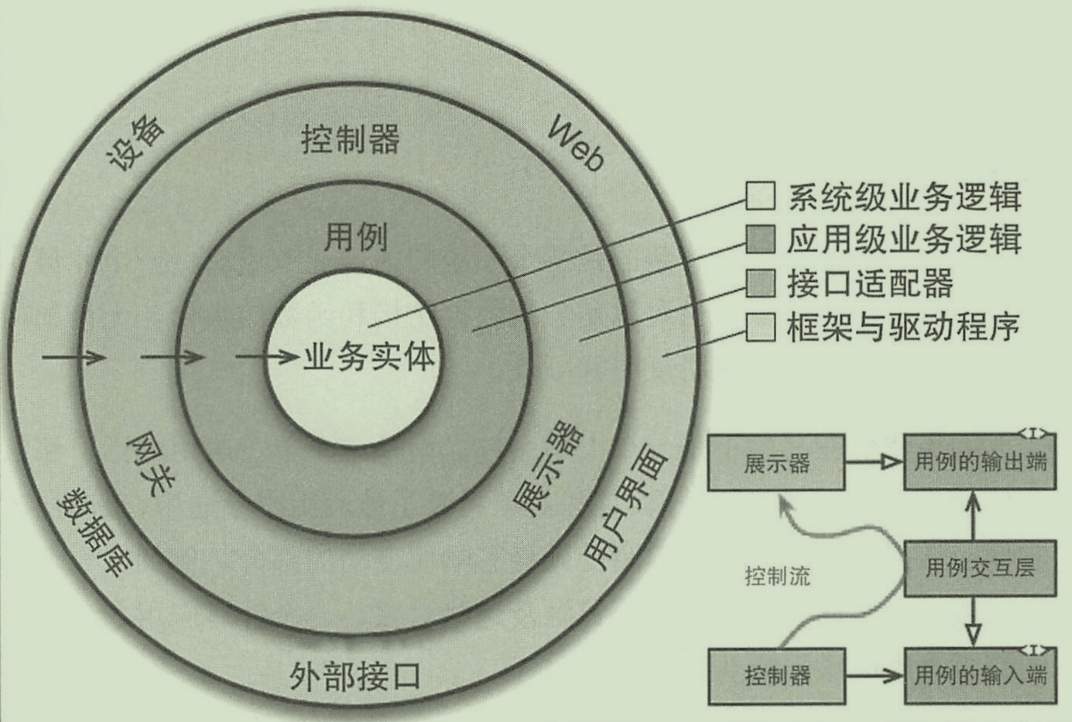 设备
控制器
Web
用例
业务实体
网关
展示器
数据库
用户界面
外部接口
系统级业务逻辑
应用级业务逻辑
接口适配器
框架与驱动程序
展示器
<I>
用例的输出端
控制流
用例交互层
控制器
<I>
用例的输入端